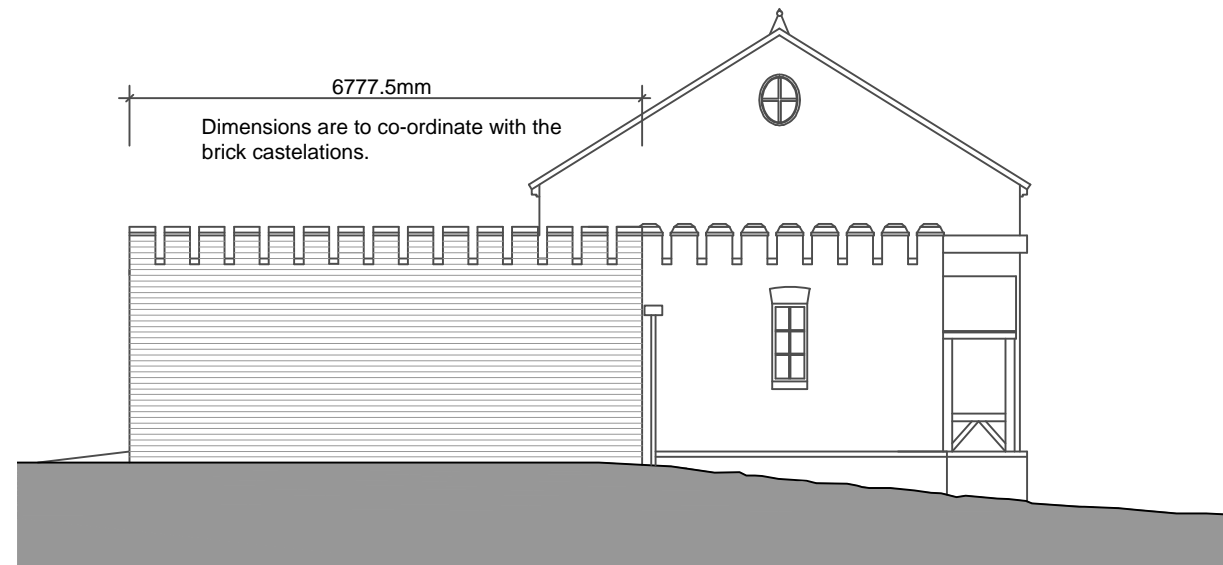 6777.5mm
Dimensions are to co-ordinate with the
brick castelations.